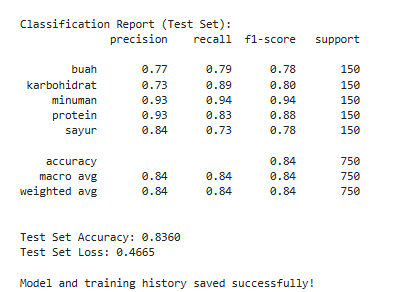 Classification Report (Test Set):
precision recall f1-score support
buah 0.77 0.79 0.78 150
karbohidrat 0.73 0.89 0.80 150
minuman 0.93 0.94 0.94 150
protein 0.93 0.83 0.88 150
sayur 0.84 0.73 0.78 150
accuracy 0.84 750
macro avg 0.84 0.84 0.84 750
weighted avg 0.84 0.84 0.84 750
Test Set Accuracy: 0.8360
Test Set Loss: 0.4665
Model and training history saved successfully!